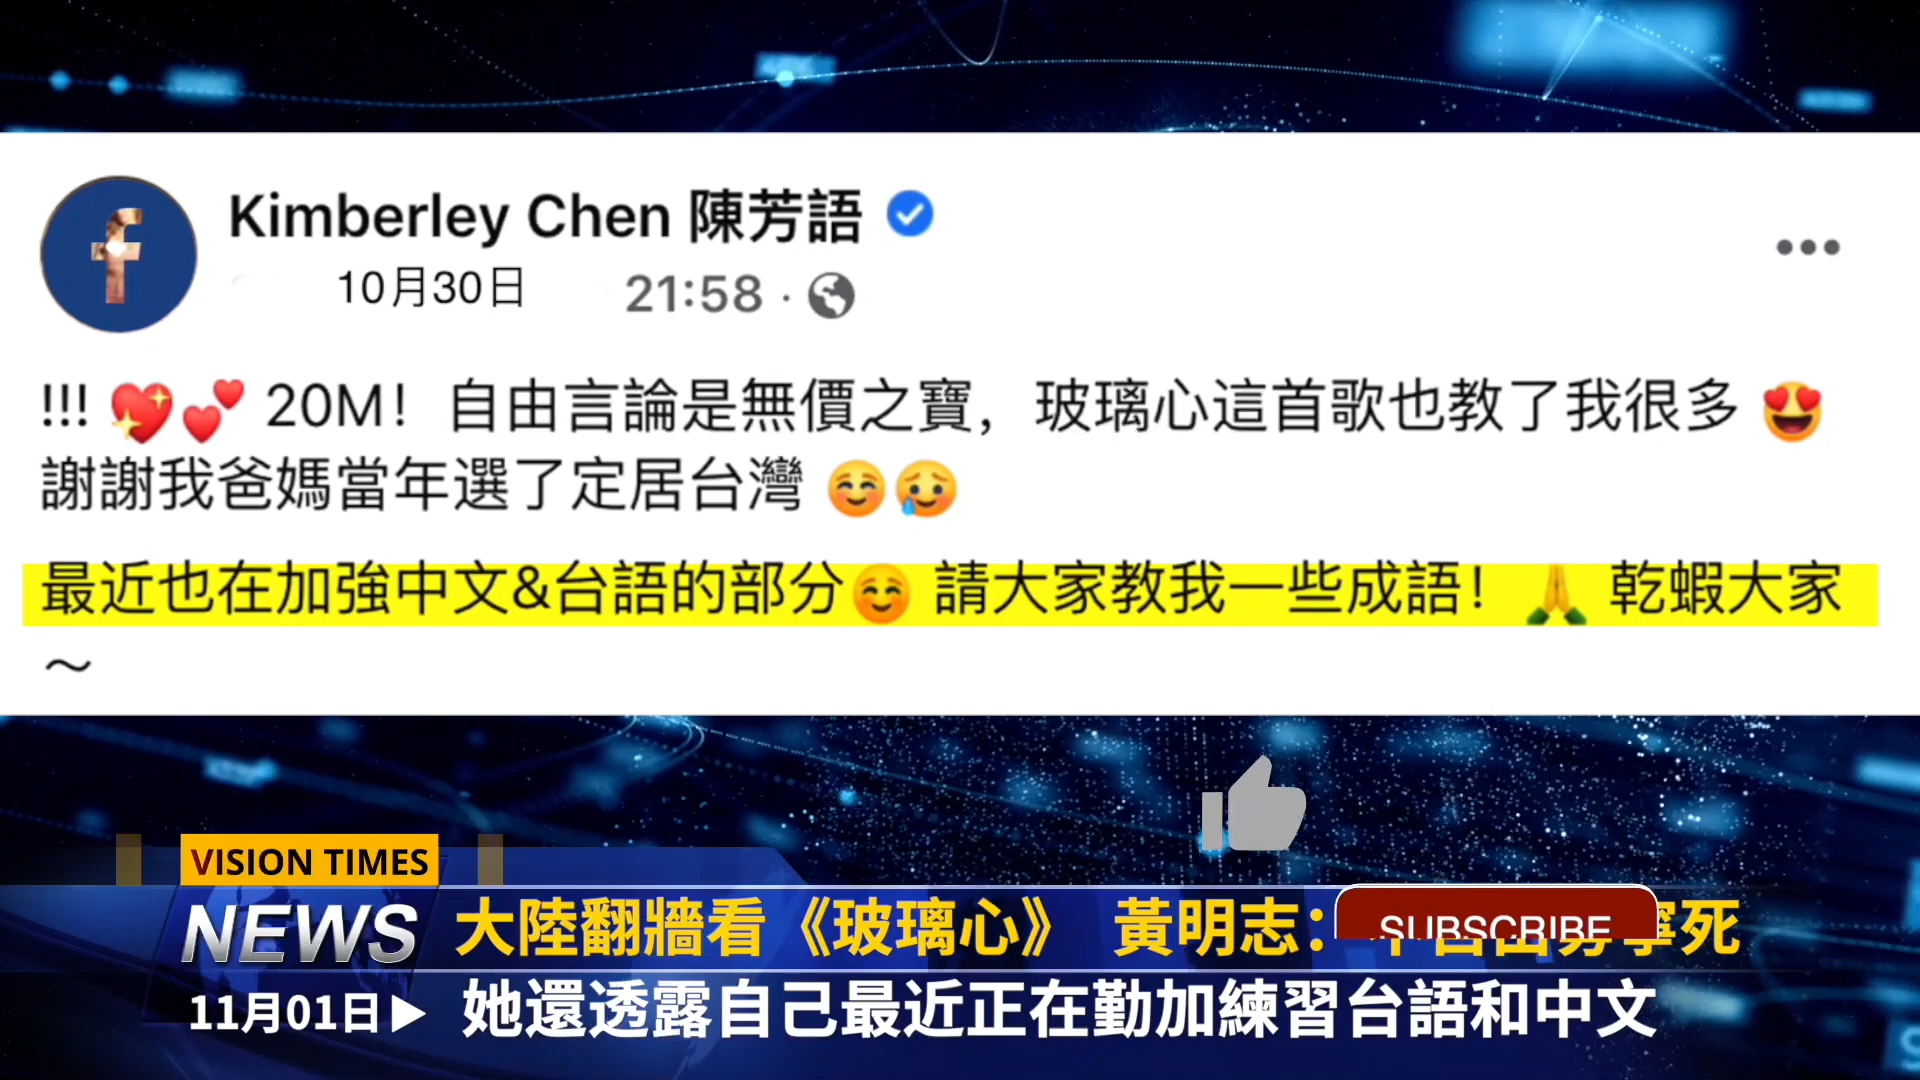 Kimberley Chen 陳芳語
10月30日 21:58
!!! 20M！自由言論是無價之寶，玻璃心這首歌也教了我很多
謝謝我爸媽當年選了定居台灣
最近也在加強中文&台語的部分 請大家教我一些成語！ 乾蝦大家
～
VISION TIMES
NEWS
大陸翻牆看《玻璃心》 黃明志：
SUBSCRIBE
寧死
11月01日
她還透露自己最近正在勤加練習台語和中文